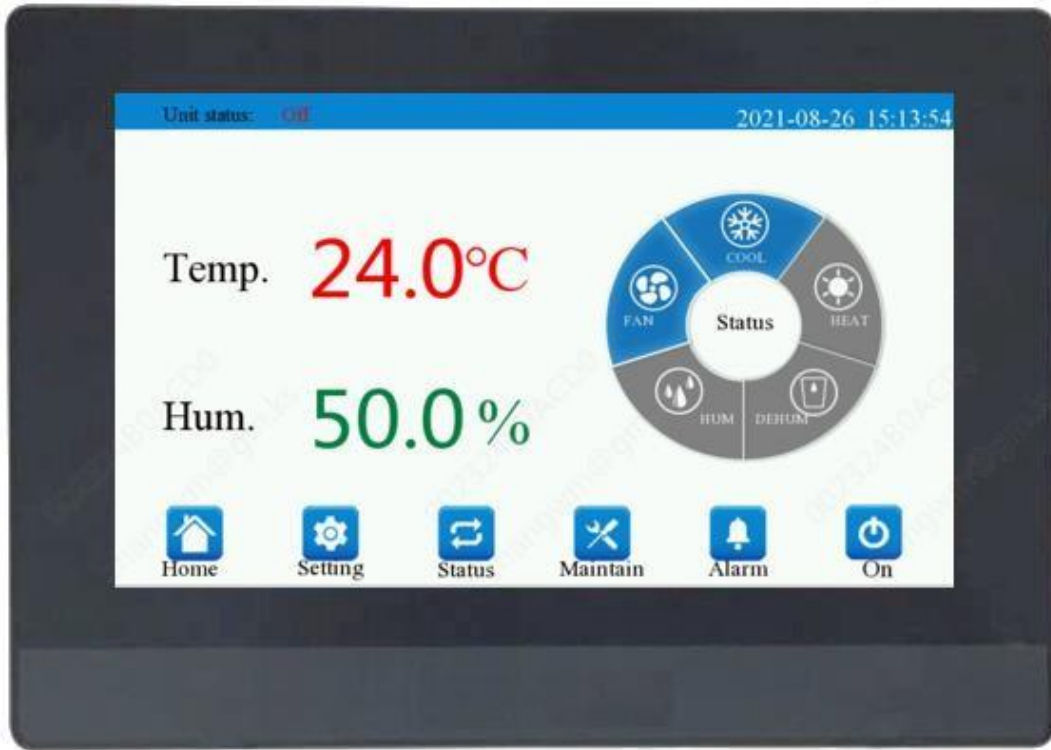 Unit status: Off
2021-08-26 15:13:54
Temp. 24.0°C
Hum. 50.0 %
COOL
FAN
HEAT
Status
HUM
DEHUM
Home
Setting
Status
Maintain
Alarm
On